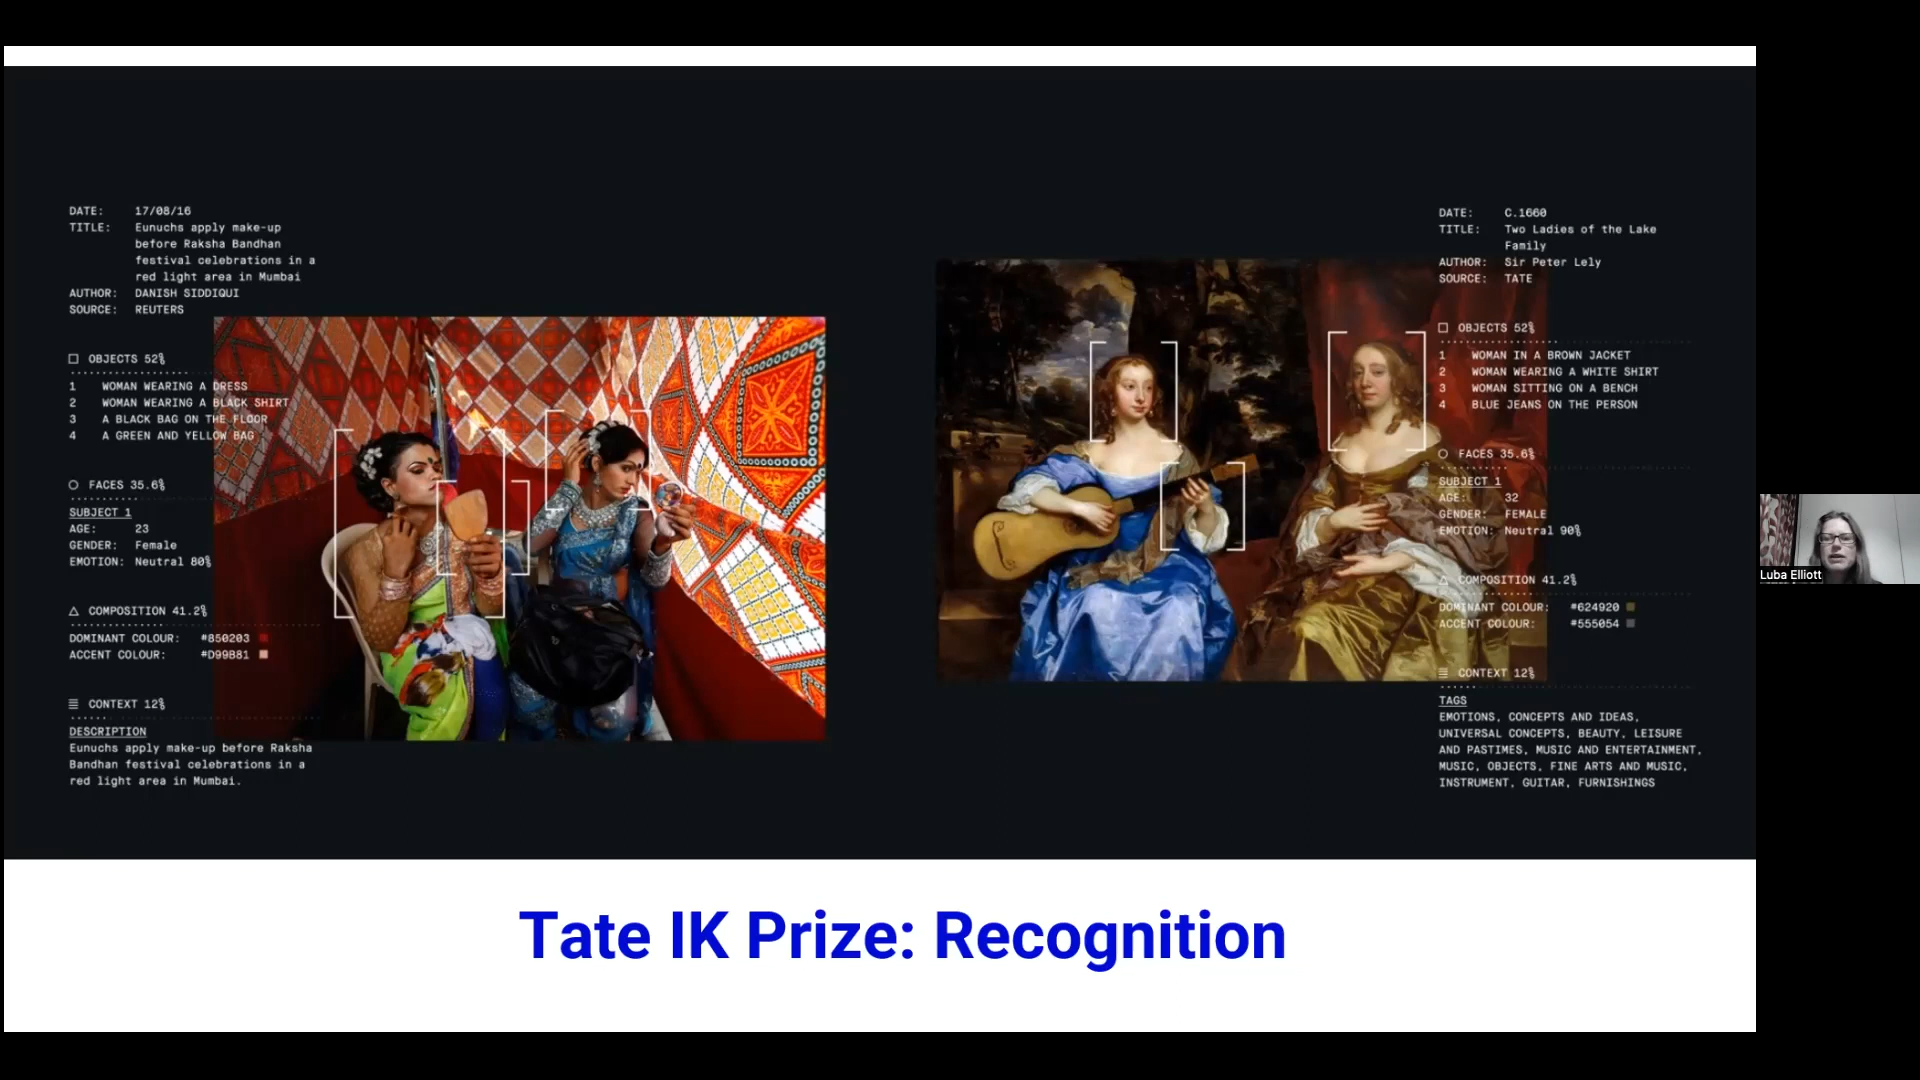 DATE: 17/08/16
TITLE: Eunuchs apply make-up
before Raksha Bandhan
festival celebrations in a
red light area in Mumbai
AUTHOR: DANISH SIDDIQUI
SOURCE: REUTERS
OBJECTS 52%
1 WOMAN WEARING A DRESS
2 WOMAN WEARING A BLACK SHIRT
3 A BLACK BAG ON THE FLOOR
4 A GREEN AND YELLOW BAG
FACES 35.6%
SUBJECT 1
AGE: 23
GENDER: Female
EMOTION: Neutral 80%
COMPOSITION 41.2%
DOMINANT COLOUR: #850203
ACCENT COLOUR: #D99B81
CONTEXT 12%
DESCRIPTION
Eunuchs apply make-up before Raksha
Bandhan festival celebrations in a
red light area in Mumbai.
DATE: C.1660
TITLE: Two Ladies of the Lake
Family
AUTHOR: Sir Peter Lely
SOURCE: TATE
OBJECTS 52%
1 WOMAN IN A BROWN JACKET
2 WOMAN WEARING A WHITE SHIRT
3 WOMAN SITTING ON A BENCH
4 BLUE JEANS ON THE PERSON
FACES 35.6%
SUBJECT 1
AGE: 32
GENDER: FEMALE
EMOTION: Neutral 90%
COMPOSITION 41.2%
DOMINANT COLOUR: #624920
ACCENT COLOUR: #555054
CONTEXT 12%
TAGS
EMOTIONS, CONCEPTS AND IDEAS,
UNIVERSAL CONCEPTS, BEAUTY, LEISURE
AND PASTIMES, MUSIC AND ENTERTAINMENT,
MUSIC, OBJECTS, FINE ARTS AND MUSIC,
INSTRUMENT, GUITAR, FURNISHINGS
Tate IK Prize: Recognition
Luba Elliott